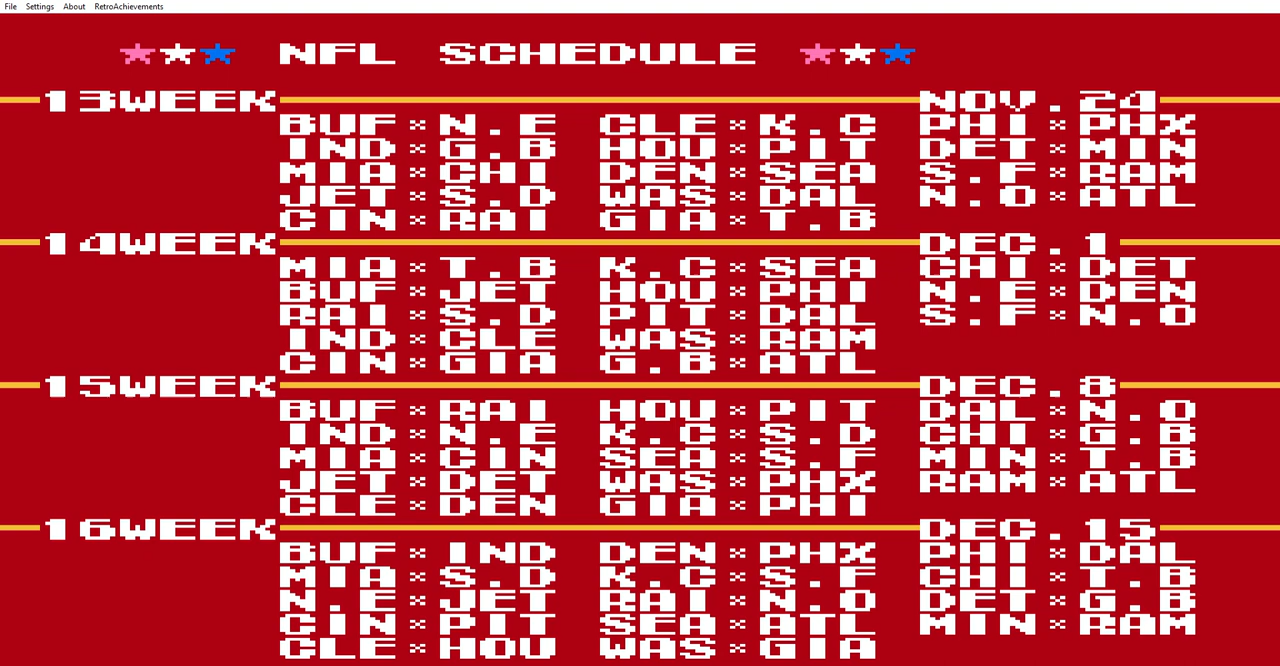 File Settings About RetroAchievements
NFL SCHEDULE
13WEEK NOV.24
BUF × N.E CLE × K.C PHI × PHX
IND × G.B HOU × PIT DET × MIN
MIA × CHI DEN × SEA S.F × RAM
JET × S.D WAS × DAL N.O × ATL
CIN × RAI GIA × T.B
14WEEK DEC.1
MIA × T.B K.C × SEA CHI × DET
BUF × JET HOU × PHI N.E × DEN
RAI × S.D PIT × DAL S.F × N.O
IND × CLE WAS × RAM
CIN × GIA G.B × ATL
15WEEK DEC.8
BUF × RAI HOU × PIT DAL × N.O
IND × N.E K.C × S.D CHI × G.B
MIA × CIN SEA × S.F MIN × T.B
JET × DET WAS × PHX RAM × ATL
CLE × DEN GIA × PHI
16WEEK DEC.15
BUF × IND DEN × PHX PHI × DAL
MIA × S.D K.C × S.F CHI × T.B
N.E × JET RAI × N.O DET × G.B
CIN × PIT SEA × ATL MIN × RAM
CLE × HOU WAS × GIA